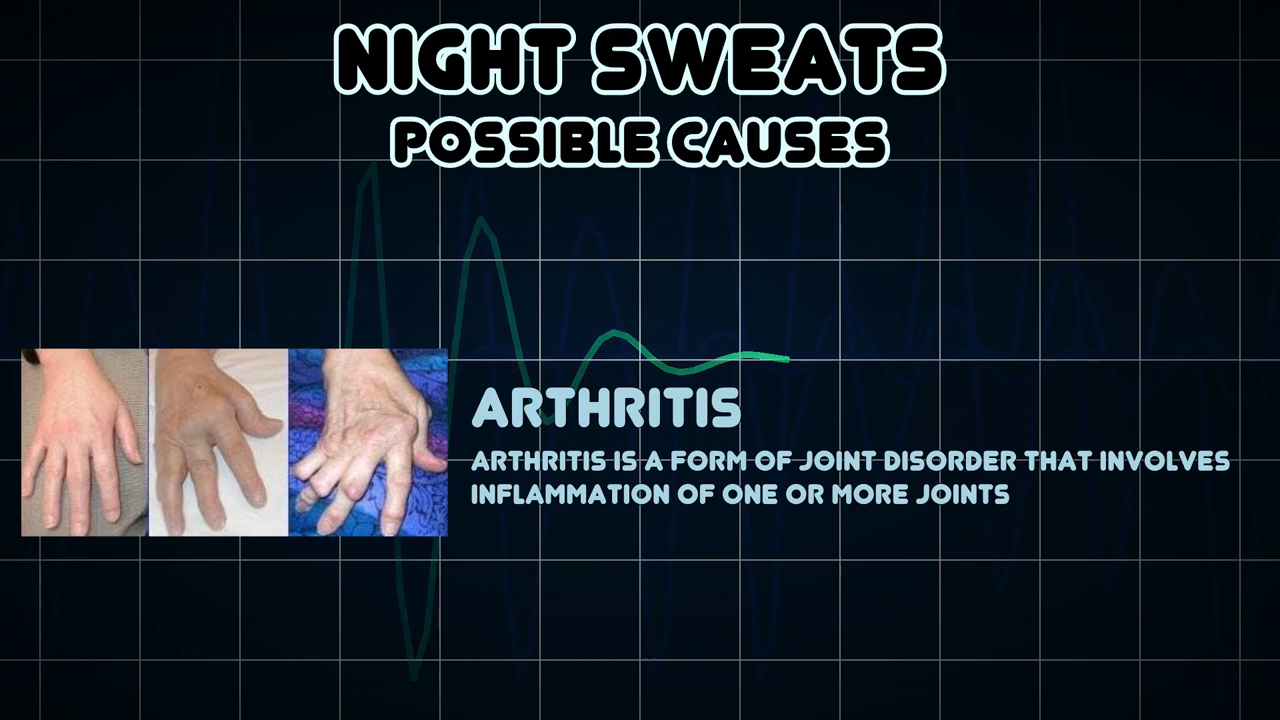 NIGHT SWEATS
POSSIBLE CAUSES
ARTHRITIS
ARTHRITIS IS A FORM OF JOINT DISORDER THAT INVOLVES
INFLAMMATION OF ONE OR MORE JOINTS